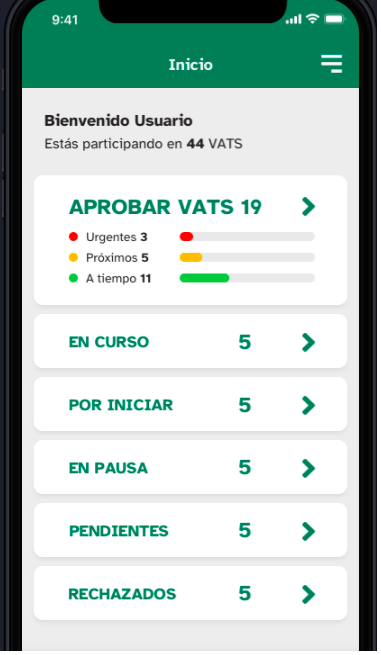 9:41
Inicio
Bienvenido Usuario
Estás participando en 44 VATS
APROBAR VATS 19
Urgentes 3
Próximos 5
A tiempo 11
EN CURSO 5
POR INICIAR 5
EN PAUSA 5
PENDIENTES 5
RECHAZADOS 5